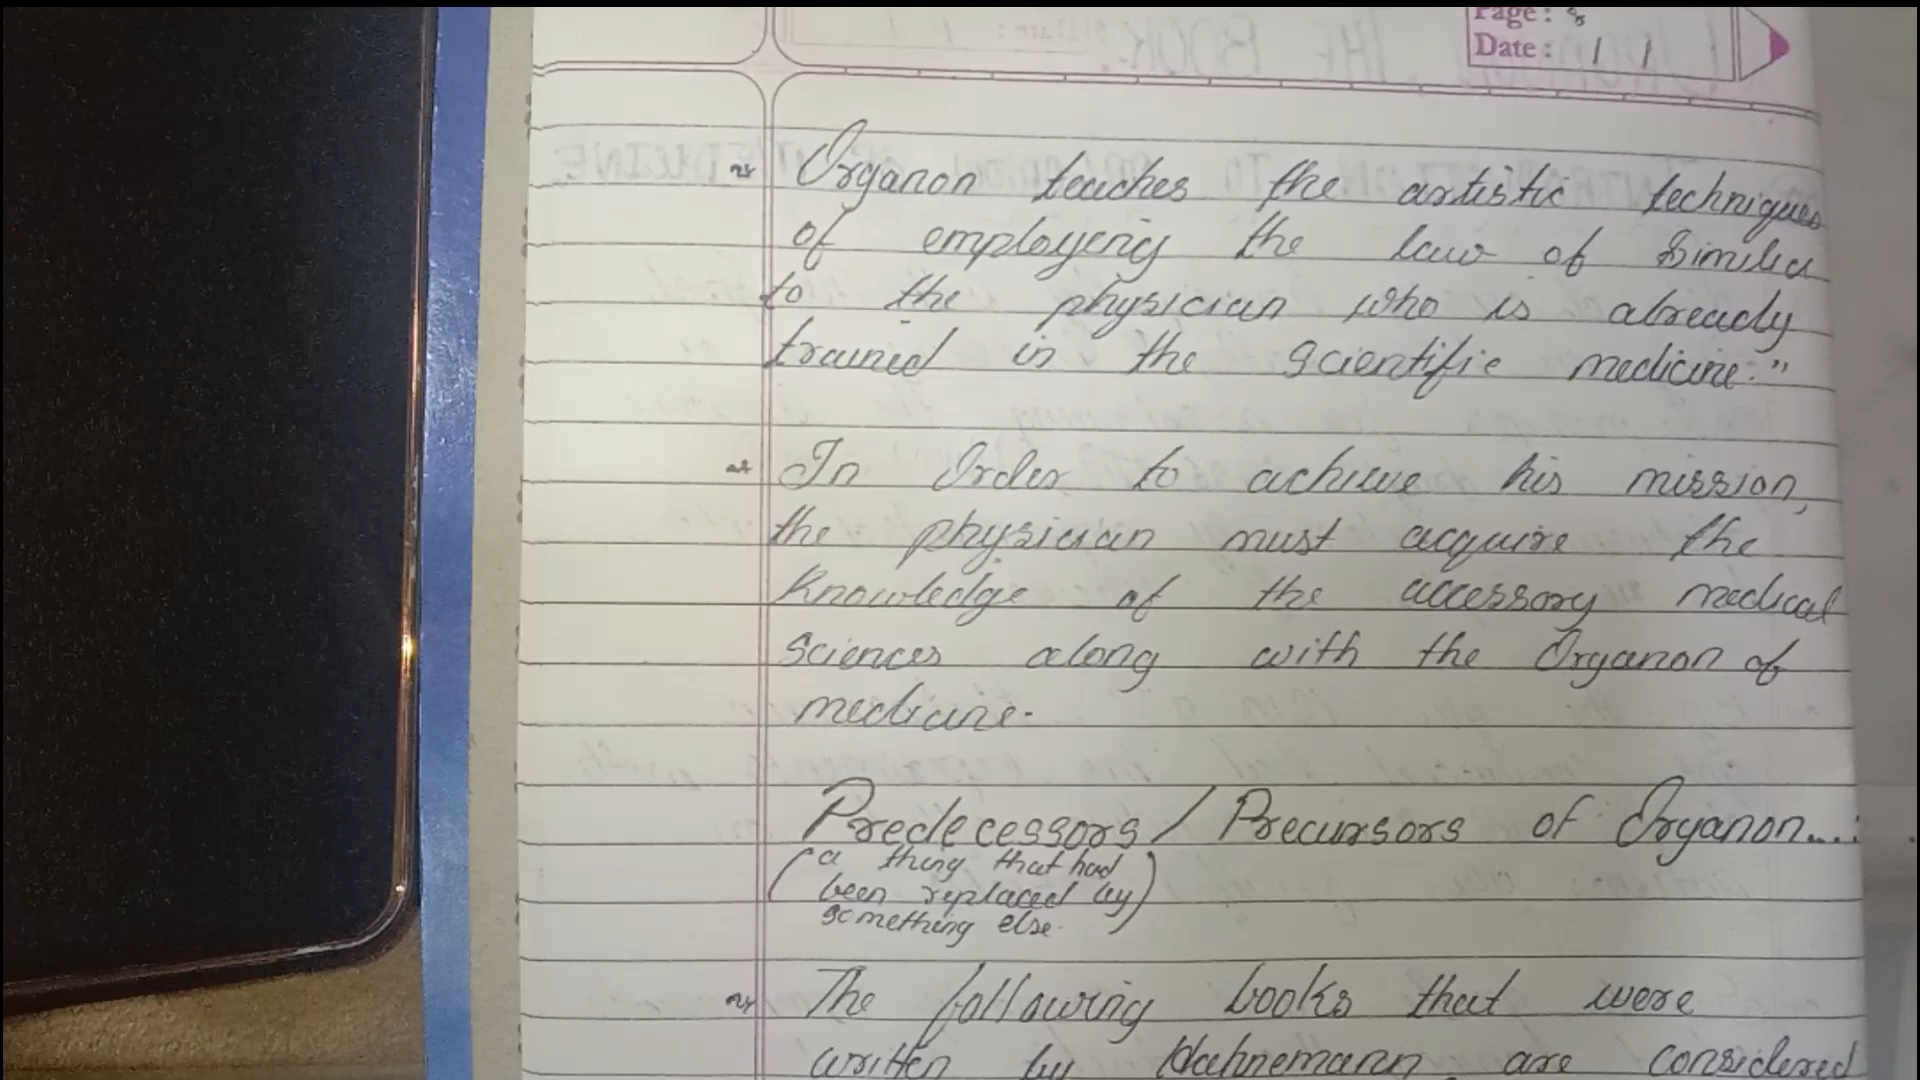 Page:
Date: / /
Organon teaches the artistic techniques
of employing the law of Similia
to the physician who is already
trained in the scientific medicine."
In Order to achieve his mission,
the physician must acquire the
knowledge of the accessory medical
sciences along with the Organon of
medicine.
Predecessors / Precursors of Organon....
(a thing that had
been replaced by)
something else.
The following books that were
written by Hahnemann are considered